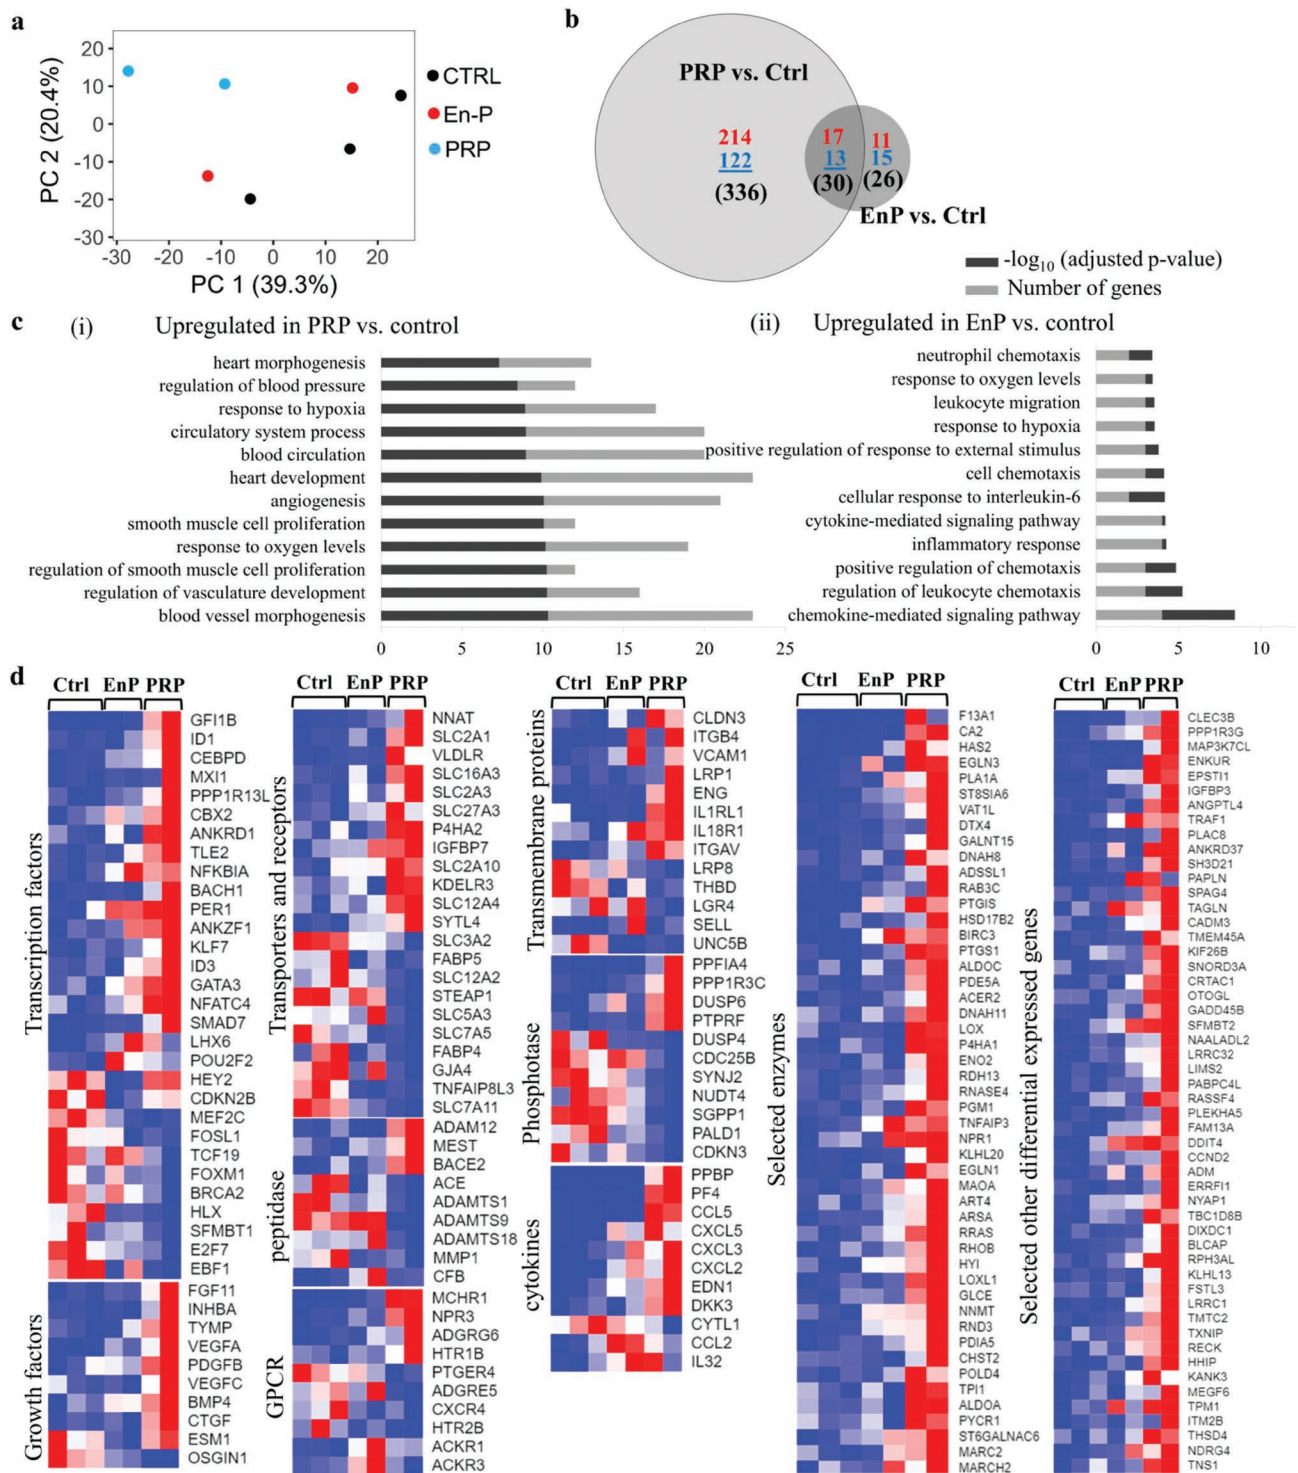 a
20
10
0
-10
-20
-30
PC 2 (20.4%)
-30 -20 -10 0 10 20
PC 1 (39.3%)
CTRL
En-P
PRP
b
PRP vs. Ctrl
214 17 11
122 13 15
(336) (30) (26)
EnP vs. Ctrl
-log10 (adjusted p-value)
Number of genes
c (i) Upregulated in PRP vs. control
heart morphogenesis
regulation of blood pressure
response to hypoxia
circulatory system process
blood circulation
heart development
angiogenesis
smooth muscle cell proliferation
response to oxygen levels
regulation of smooth muscle cell proliferation
regulation of vasculature development
blood vessel morphogenesis
0 5 10 15 20 25
(ii) Upregulated in EnP vs. control
neutrophil chemotaxis
response to oxygen levels
leukocyte migration
response to hypoxia
positive regulation of response to external stimulus
cell chemotaxis
cellular response to interleukin-6
cytokine-mediated signaling pathway
inflammatory response
positive regulation of chemotaxis
regulation of leukocyte chemotaxis
chemokine-mediated signaling pathway
0 5 10
d
Ctrl EnP PRP
Transcription factors
GFI1B
ID1
CEBPD
MXI1
PPP1R13L
CBX2
ANKRD1
TLE2
NFKBIA
BACH1
PER1
ANKZF1
KLF7
ID3
GATA3
NFATC4
SMAD7
LHX6
POU2F2
HEY2
CDKN2B
MEF2C
FOSL1
TCF19
FOXM1
BRCA2
HLX
SFMBT1
E2F7
EBF1
Growth factors
FGF11
INHBA
TYMP
VEGFA
PDGFB
VEGFC
BMP4
CTGF
ESM1
OSGIN1
Ctrl EnP PRP
Transporters and receptors
NNAT
SLC2A1
VLDLR
SLC16A3
SLC2A3
SLC27A3
P4HA2
IGFBP7
SLC2A10
KDELR3
SLC12A4
SYTL4
SLC3A2
FABP5
SLC12A2
STEAP1
SLC5A3
SLC7A5
FABP4
GJA4
TNFAIP8L3
SLC7A11
peptidase
ADAM12
MEST
BACE2
ACE
ADAMTS1
ADAMTS9
ADAMTS18
MMP1
CFB
GPCR
MCHR1
NPR3
ADGRG6
HTR1B
PTGER4
ADGRE5
CXCR4
HTR2B
ACKR1
ACKR3
Ctrl EnP PRP
Transmembrane proteins
CLDN3
ITGB4
VCAM1
LRP1
ENG
IL1RL1
IL18R1
ITGAV
LRP8
THBD
LGR4
SELL
UNC5B
Phosphotase
PPFIA4
PPP1R3C
DUSP6
PTPRF
DUSP4
CDC25B
SYNJ2
NUDT4
SGPP1
PALD1
CDKN3
cytokines
PPBP
PF4
CCL5
CXCL5
CXCL3
CXCL2
EDN1
DKK3
CYTL1
CCL2
IL32
Ctrl EnP PRP
Selected enzymes
F13A1
CA2
HAS2
EGLN3
PLA1A
ST8SIA6
VAT1L
DTX4
GALNT15
DNAH8
ADSSL1
RAB3C
PTGIS
HSD17B2
BIRC3
PTGS1
ALDOC
PDE5A
ACER2
DNAH11
LOX
P4HA1
ENO2
RDH13
RNASE4
PGM1
TNFAIP3
NPR1
KLHL20
EGLN1
MAOA
ART4
ARSA
RRAS
RHOB
HYI
LOXL1
GLCE
NNMT
RND3
PDIA5
CHST2
POLD4
TPI1
ALDOA
PYCR1
ST6GALNAC6
MARC2
MARCH2
Ctrl EnP PRP
Selected other differential expressed genes
CLEC3B
PPP1R3G
MAP3K7CL
ENKUR
EPSTI1
IGFBP3
ANGPTL4
TRAF1
PLAC8
ANKRD37
SH3D21
PAPLN
SPAG4
TAGLN
CADM3
TMEM45A
KIF26B
SNORD3A
CRTAC1
OTOGL
GADD45B
SFMBT2
NAALADL2
LRRC32
LIMS2
PABPC4L
RASSF4
PLEKHA5
FAM13A
DDIT4
CCND2
ADM
ERRFI1
NYAP1
TBC1D8B
DIXDC1
BLCAP
RPH3AL
KLHL13
FSTL3
LRRC1
TMTC2
TXNIP
RECK
HHIP
KANK3
MEGF6
TPM1
ITM2B
THSD4
NDRG4
TNS1